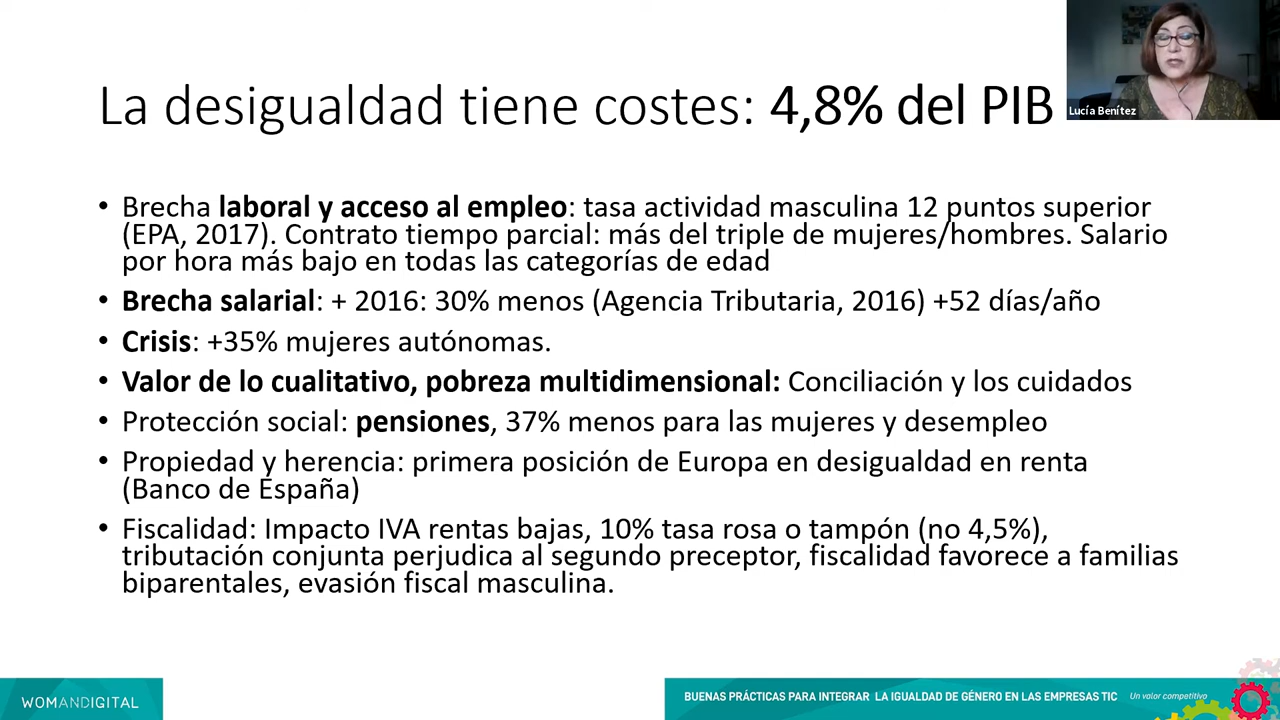 La desigualdad tiene costes: 4,8% del PIB
Lucía Benítez
• Brecha laboral y acceso al empleo: tasa actividad masculina 12 puntos superior
(EPA, 2017). Contrato tiempo parcial: más del triple de mujeres/hombres. Salario
por hora más bajo en todas las categorías de edad
• Brecha salarial: + 2016: 30% menos (Agencia Tributaria, 2016) +52 días/año
• Crisis: +35% mujeres autónomas.
• Valor de lo cualitativo, pobreza multidimensional: Conciliación y los cuidados
• Protección social: pensiones, 37% menos para las mujeres y desempleo
• Propiedad y herencia: primera posición de Europa en desigualdad en renta
(Banco de España)
• Fiscalidad: Impacto IVA rentas bajas, 10% tasa rosa o tampón (no 4,5%),
tributación conjunta perjudica al segundo preceptor, fiscalidad favorece a familias
biparentales, evasión fiscal masculina.
WOMANDIGITAL
BUENAS PRÁCTICAS PARA INTEGRAR LA IGUALDAD DE GÉNERO EN LAS EMPRESAS TIC Un valor competitivo